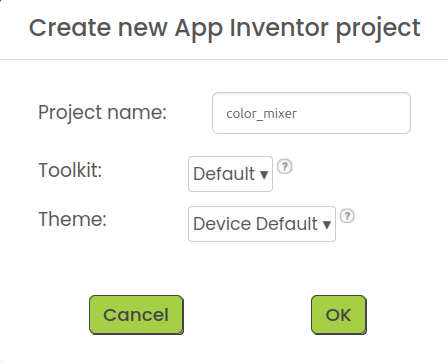 Create new App Inventor project
Project name: color_mixer
Toolkit: Default ▾ ?
Theme: Device Default ▾ ?
Cancel OK